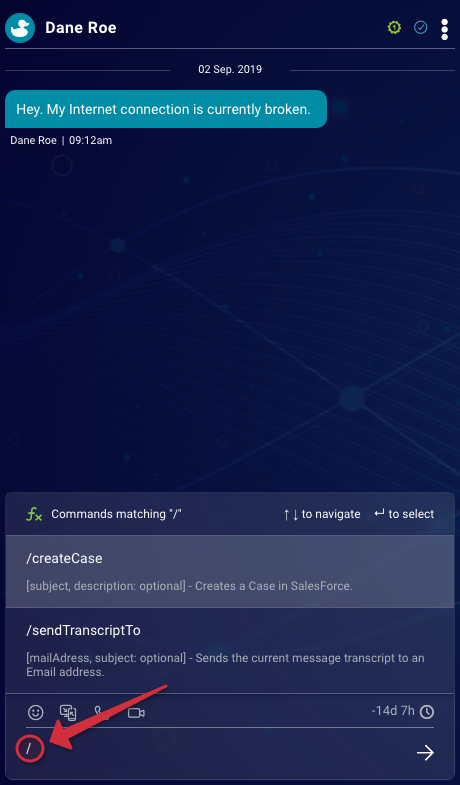 Dane Roe
02 Sep. 2019
Hey. My Internet connection is currently broken.
Dane Roe | 09:12am
Commands matching "/" ↑↓ to navigate ↵ to select
/createCase
[subject, description: optional] - Creates a Case in SalesForce.
/sendTranscriptTo
[mailAdress, subject: optional] - Sends the current message transcript to an
Email address.
-14d 7h
/